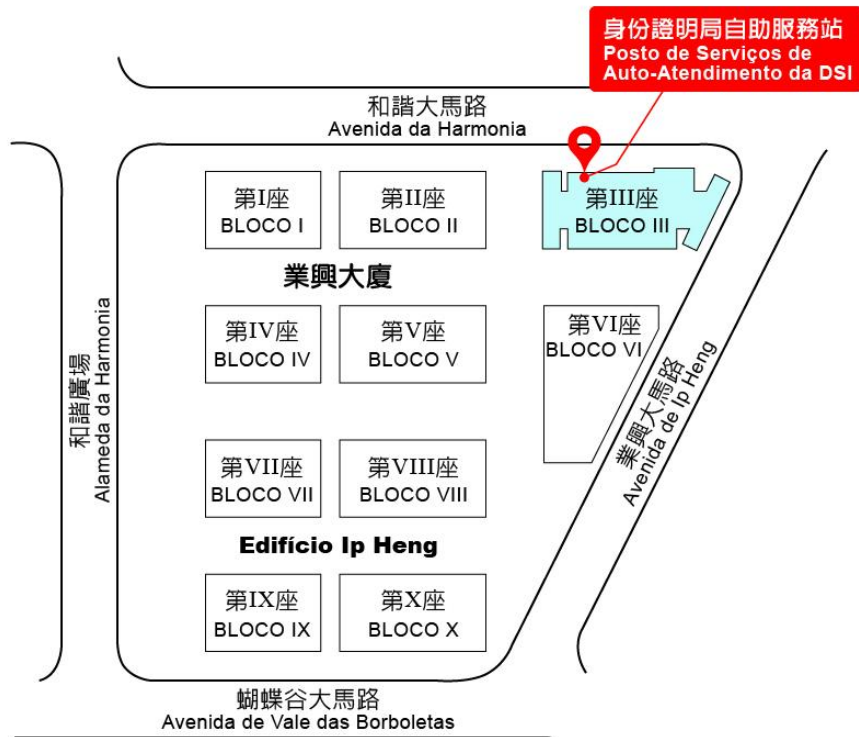 身份證明局自助服務站
Posto de Serviços de
Auto-Atendimento da DSI
和諧大馬路
Avenida da Harmonia
第I座
BLOCO I
第II座
BLOCO II
第III座
BLOCO III
業興大廈
第IV座
BLOCO IV
第V座
BLOCO V
第VI座
BLOCO VI
和諧廣場
Alameda da Harmonia
業興大馬路
Avenida de Ip Heng
第VII座
BLOCO VII
第VIII座
BLOCO VIII
Edifício Ip Heng
第IX座
BLOCO IX
第X座
BLOCO X
蝴蝶谷大馬路
Avenida de Vale das Borboletas